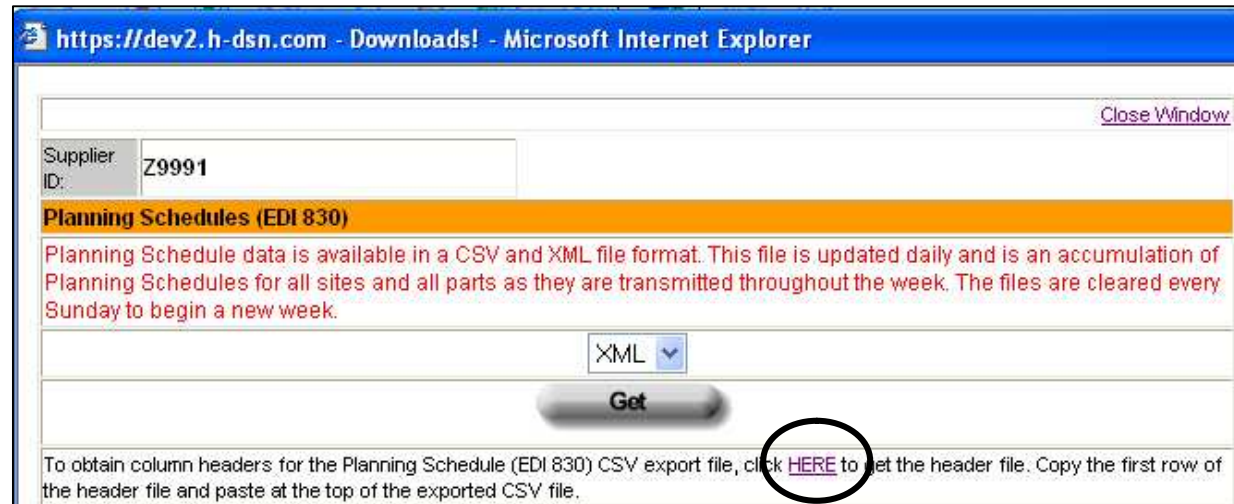 https://dev2.h-dsn.com - Downloads! - Microsoft Internet Explorer
Close Window
Supplier
ID:
Z9991
Planning Schedules (EDI 830)
Planning Schedule data is available in a CSV and XML file format. This file is updated daily and is an accumulation of
Planning Schedules for all sites and all parts as they are transmitted throughout the week. The files are cleared every
Sunday to begin a new week.
XML
Get
To obtain column headers for the Planning Schedule (EDI 830) CSV export file, click HERE to get the header file. Copy the first row of
the header file and paste at the top of the exported CSV file.